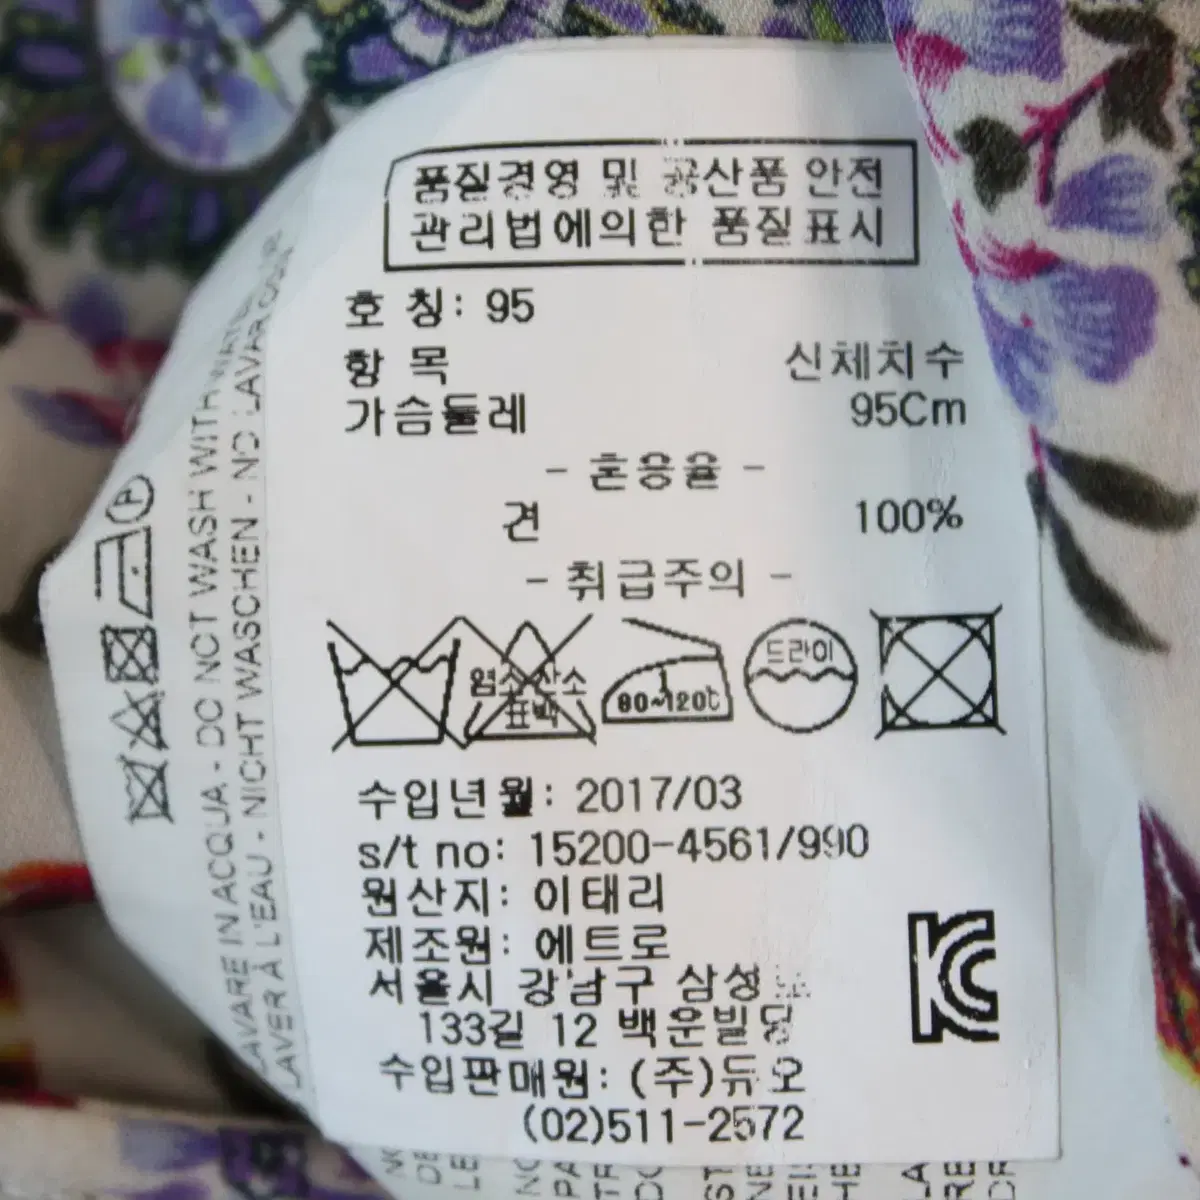 품질경영 및 공산품 안전
관리법에의한 품질표시
호 칭: 95
항 목 신체치수
가슴둘레 95Cm
- 혼용율 -
견 100%
- 취급주의 -
염소 산소
표백
80~120℃
드라이
수입년월: 2017/03
s/t no: 15200-4561/990
원산지: 이태리
제조원: 에트로
서울시 강남구 삼성로
133길 12 백운빌딩
수입판매원: (주)듀오
(02)511-2572
LAVARE IN ACQUA - DO NOT WASH WITH WATE
LAVER À L'EAU - NICHT WASCHEN - NO LAVAR CON
P